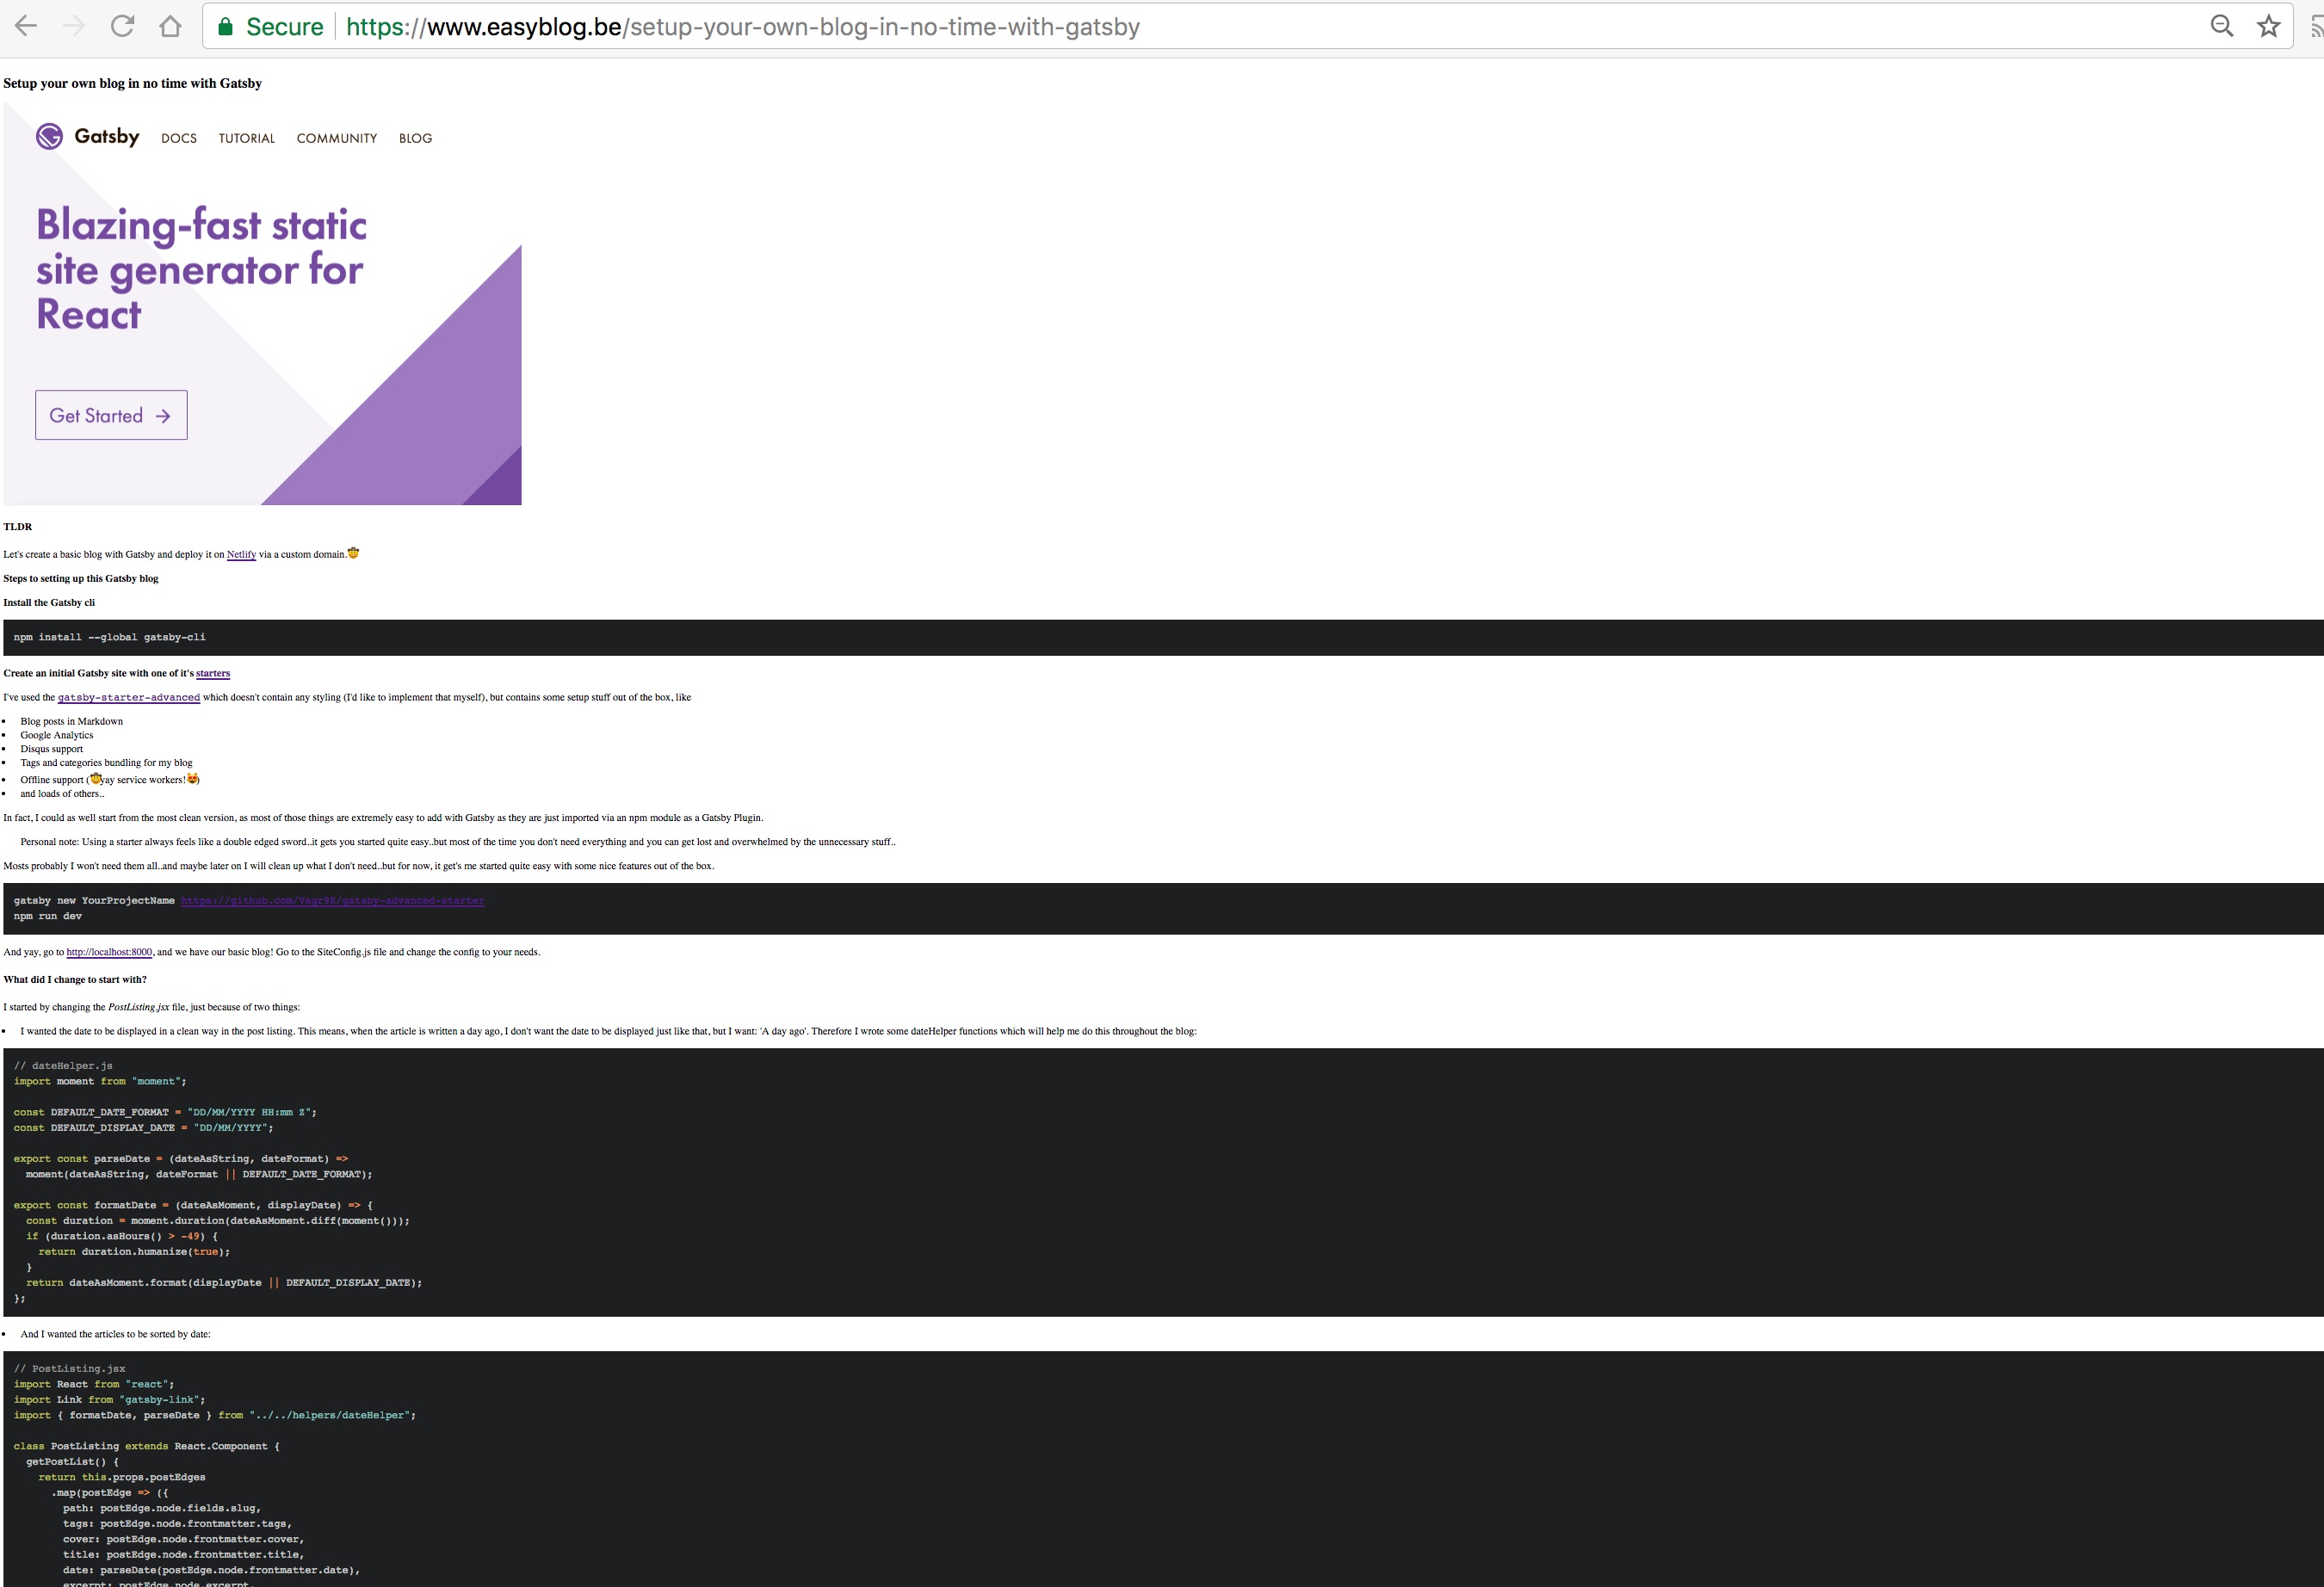 Secure https://www.easyblog.be/setup-your-own-blog-in-no-time-with-gatsby
Setup your own blog in no time with Gatsby
Gatsby DOCS TUTORIAL COMMUNITY BLOG
Blazing-fast static
site generator for
React
Get Started →
TLDR
Let's create a basic blog with Gatsby and deploy it on Netlify via a custom domain.🤠
Steps to setting up this Gatsby blog
Install the Gatsby cli
npm install --global gatsby-cli
Create an initial Gatsby site with one of it's starters
I've used the gatsby-starter-advanced which doesn't contain any styling (I'd like to implement that myself), but contains some setup stuff out of the box, like
• Blog posts in Markdown
• Google Analytics
• Disqus support
• Tags and categories bundling for my blog
• Offline support (🤠yay service workers!😻)
• and loads of others..
In fact, I could as well start from the most clean version, as most of those things are extremely easy to add with Gatsby as they are just imported via an npm module as a Gatsby Plugin.
Personal note: Using a starter always feels like a double edged sword..it gets you started quite easy..but most of the time you don't need everything and you can get lost and overwhelmed by the unnecessary stuff..
Mosts probably I won't need them all..and maybe later on I will clean up what I don't need..but for now, it get's me started quite easy with some nice features out of the box.
gatsby new YourProjectName https://github.com/Vagr9K/gatsby-advanced-starter
npm run dev
And yay, go to http://localhost:8000, and we have our basic blog! Go to the SiteConfig.js file and change the config to your needs.
What did I change to start with?
I started by changing the PostListing.jsx file, just because of two things:
• I wanted the date to be displayed in a clean way in the post listing. This means, when the article is written a day ago, I don't want the date to be displayed just like that, but I want: 'A day ago'. Therefore I wrote some dateHelper functions which will help me do this throughout the blog:
// dateHelper.js
import moment from "moment";
const DEFAULT_DATE_FORMAT = "DD/MM/YYYY HH:mm Z";
const DEFAULT_DISPLAY_DATE = "DD/MM/YYYY";
export const parseDate = (dateAsString, dateFormat) =>
moment(dateAsString, dateFormat || DEFAULT_DATE_FORMAT);
export const formatDate = (dateAsMoment, displayDate) => {
const duration = moment.duration(dateAsMoment.diff(moment()));
if (duration.asHours() > -49) {
return duration.humanize(true);
}
return dateAsMoment.format(displayDate || DEFAULT_DISPLAY_DATE);
};
• And I wanted the articles to be sorted by date:
// PostListing.jsx
import React from "react";
import Link from "gatsby-link";
import { formatDate, parseDate } from "../../helpers/dateHelper";
class PostListing extends React.Component {
getPostList() {
return this.props.postEdges
.map(postEdge => ({
path: postEdge.node.fields.slug,
tags: postEdge.node.frontmatter.tags,
cover: postEdge.node.frontmatter.cover,
title: postEdge.node.frontmatter.title,
date: parseDate(postEdge.node.frontmatter.date),
excerpt: postEdge.node.excerpt,